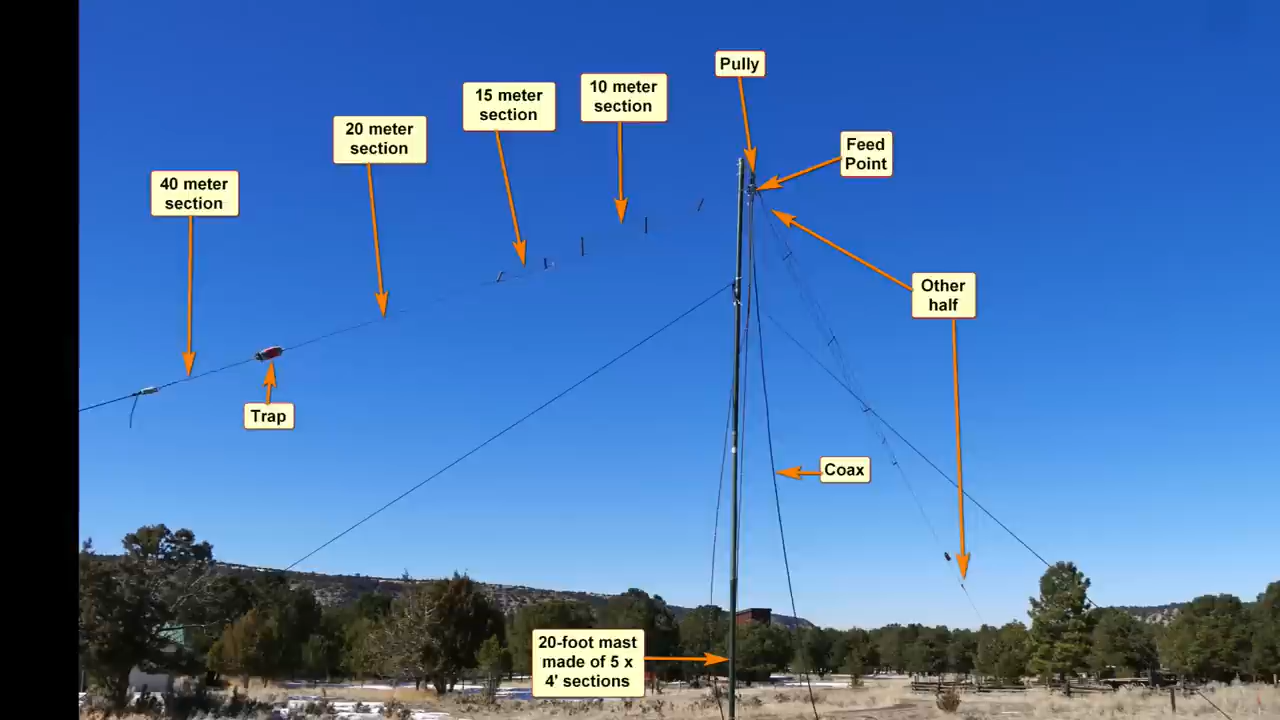 Pully
10 meter
section
15 meter
section
20 meter
section
Feed
Point
40 meter
section
Other
half
Trap
Coax
20-foot mast
made of 5 x
4' sections